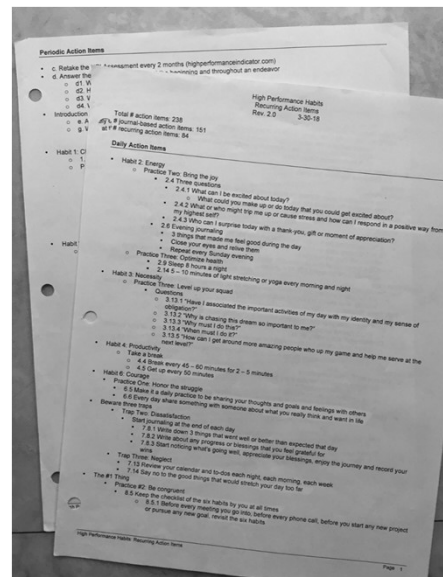 Periodic Action Items
c. Retake the assessment every 2 months (highperformanceindicator.com)
d. Answer the beginning and throughout an endeavor
d1.
d2.
d3.
d4.
Introduction
e.
g.
Habit 1:
1.
Habit
High Performance Habits
Recurring Action Items
Rev. 2.0 3-30-18
Total # action items: 238
# journal-based action items: 151
# recurring action items: 84
Daily Action Items
Habit 2: Energy
Practice Two: Bring the joy
2.4 Three questions
2.4.1 What can I be excited about today?
What could you make up or do today that you could get excited about?
2.4.2 What or who might trip me up or cause stress and how can I respond in a positive way from
my highest self?
2.4.3 Who can I surprise today with a thank-you, gift or moment of appreciation?
2.6 Evening journaling
3 things that made me feel good during the day
Close your eyes and relive them
Repeat every Sunday evening
Practice Three: Optimize health
2.9 Sleep 8 hours a night
2.14 5 – 10 minutes of light stretching or yoga every morning and night
Habit 3: Necessity
Practice Three: Level up your squad
Questions
3.13.1 "Have I associated the important activities of my day with my identity and my sense of
obligation?"
3.13.2 "Why is chasing this dream so important to me?"
3.13.3 "Why must I do this?"
3.13.4 "When must I do it?"
3.13.5 "How can I get around more amazing people who up my game and help me serve at the
next level?"
Habit 4: Productivity
Take a break
4.4 Break every 45 – 60 minutes for 2 – 5 minutes
4.5 Get up every 50 minutes
Habit 6: Courage
Practice One: Honor the struggle
6.5 Make it a daily practice to be sharing your thoughts and goals and feelings with others
6.6 Every day share something with someone about what you really think and want in life
Beware three traps
Trap Two: Dissatisfaction
Start journaling at the end of each day
7.8.1 Write down 3 things that went well or better than expected that day
7.8.2 Write about any progress or blessings that you feel grateful for
7.8.3 Start noticing what's going well, appreciate your blessings, enjoy the journey and record your
wins
Trap Three: Neglect
7.13 Review your calendar and to-dos each night, each morning, each week
7.14 Say no to the good things that would stretch your day too far
The #1 Thing
Practice #2: Be congruent
8.5 Keep the checklist of the six habits by you at all times
8.5.1 Before every meeting you go into, before every phone call, before you start any new project
or pursue any new goal, revisit the six habits
High Performance Habits: Recurring Action Items
Page 1